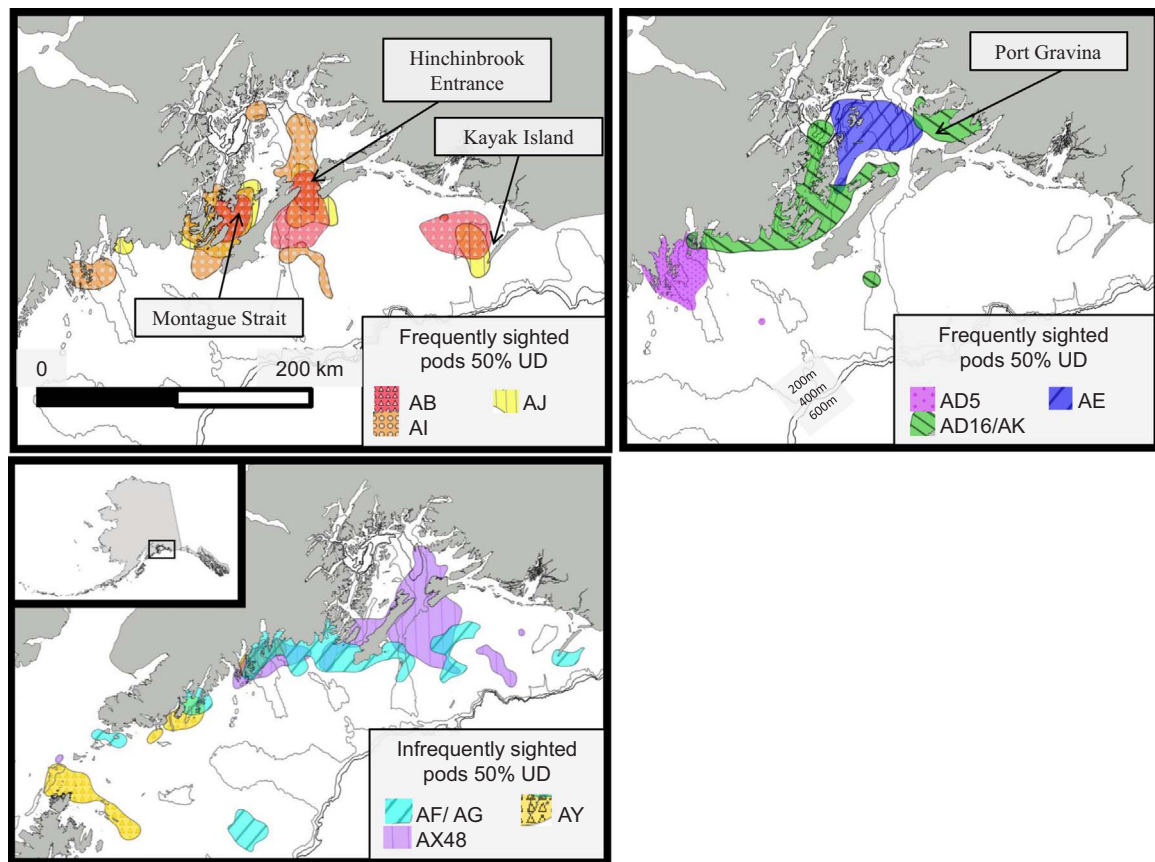 Hinchinbrook
Entrance
Kayak Island
Montague Strait
0 200 km
Frequently sighted
pods 50% UD
AB AJ
AI
Port Gravina
200m
400m
600m
Frequently sighted
pods 50% UD
AD5 AE
AD16/AK
Infrequently sighted
pods 50% UD
AF/ AG AY
AX48